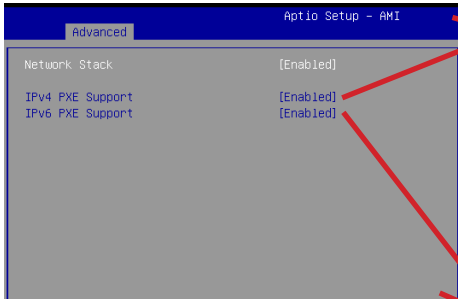 Aptio Setup - AMI
Advanced
Network Stack [Enabled]
IPv4 PXE Support [Enabled]
IPv6 PXE Support [Enabled]